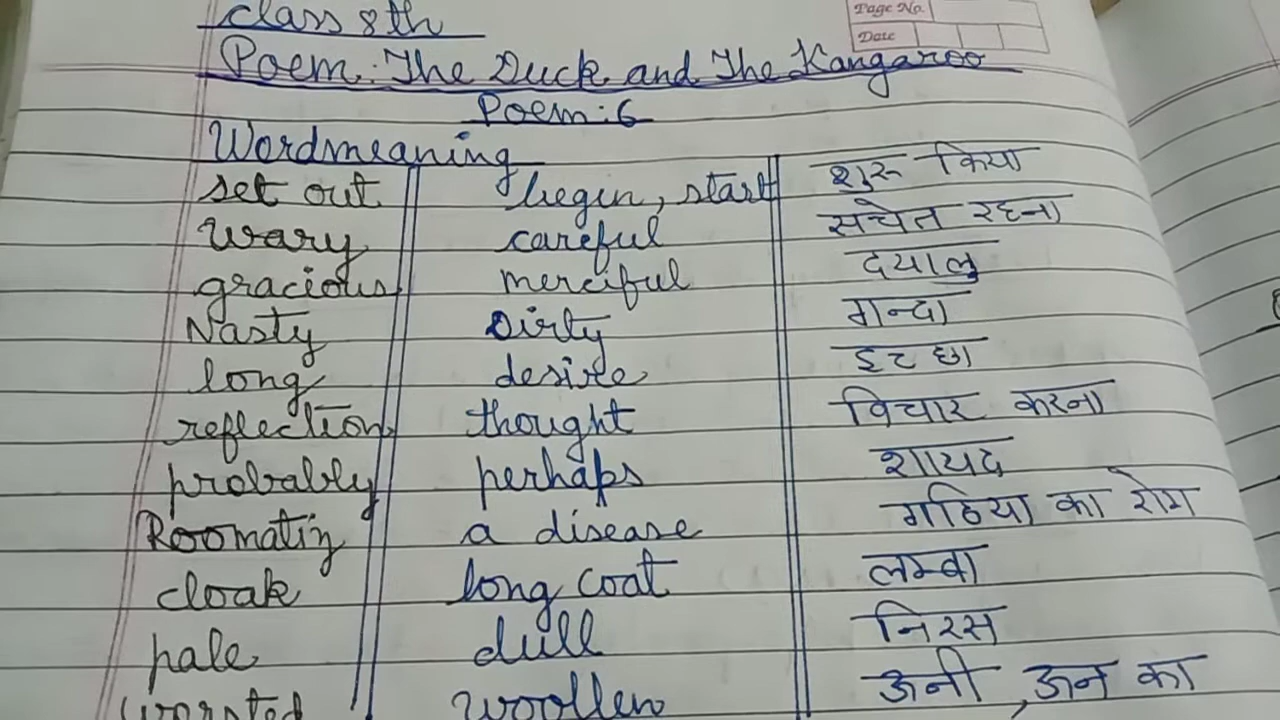 Page No.
Date
class 8th
Poem: The Duck and The Kangaroo
Poem: 6
Wordmeaning
set out begin, start शुरू किया
Wary careful सचेत रहना
gracious merciful दयालु
Nasty Dirty गन्दा
long desire इच्छा
reflection thought विचार करना
probably perhaps शायद
Roomatiz a disease गठिया का रोग
cloak long coat लम्बा
pale dull निरस
worsted woollen ऊनी, ऊन का